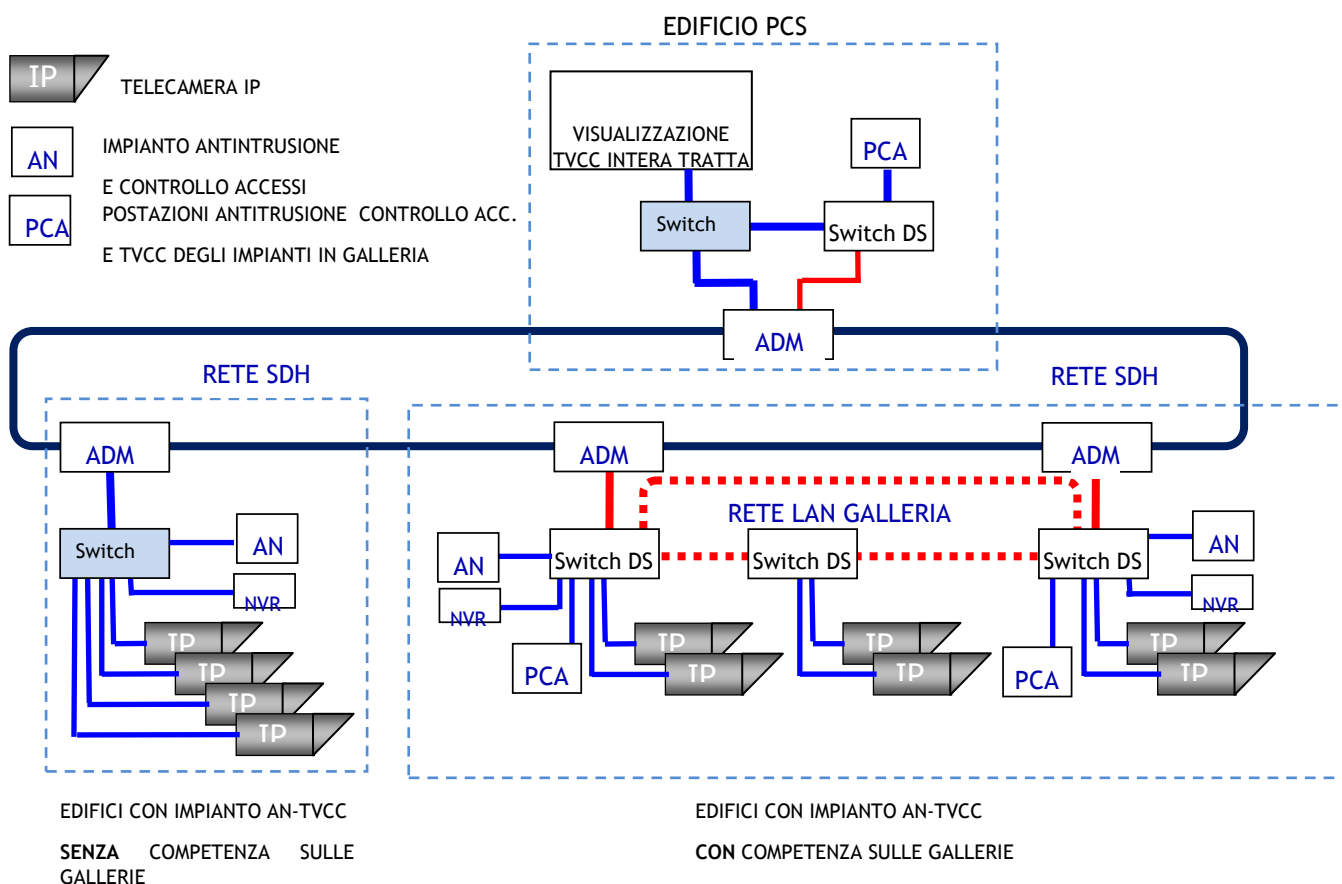 EDIFICIO PCS
IP
TELECAMERA IP
AN
IMPIANTO ANTINTRUSIONE
E CONTROLLO ACCESSI
PCA
POSTAZIONI ANTITRUSIONE CONTROLLO ACC.
E TVCC DEGLI IMPIANTI IN GALLERIA
VISUALIZZAZIONE
TVCC INTERA TRATTA
PCA
Switch
Switch DS
ADM
RETE SDH
RETE SDH
ADM
ADM
ADM
RETE LAN GALLERIA
Switch
AN
NVR
IP
IP
IP
IP
AN
NVR
Switch DS
PCA
IP
IP
Switch DS
IP
IP
Switch DS
AN
NVR
PCA
IP
IP
EDIFICI CON IMPIANTO AN-TVCC
SENZA COMPETENZA SULLE
GALLERIE
EDIFICI CON IMPIANTO AN-TVCC
CON COMPETENZA SULLE GALLERIE